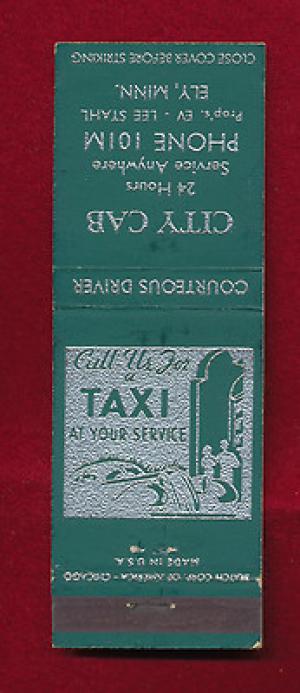 CITY CAB
24 Hours
Service Anywhere
PHONE 101M
Prop's. EV - LEE STAHL
ELY, MINN.
CLOSE COVER BEFORE STRIKING
COURTEOUS DRIVER
Call Us For
a
TAXI
AT YOUR SERVICE
MADE IN U.S.A.
MATCH CORP. OF AMERICA - CHICAGO